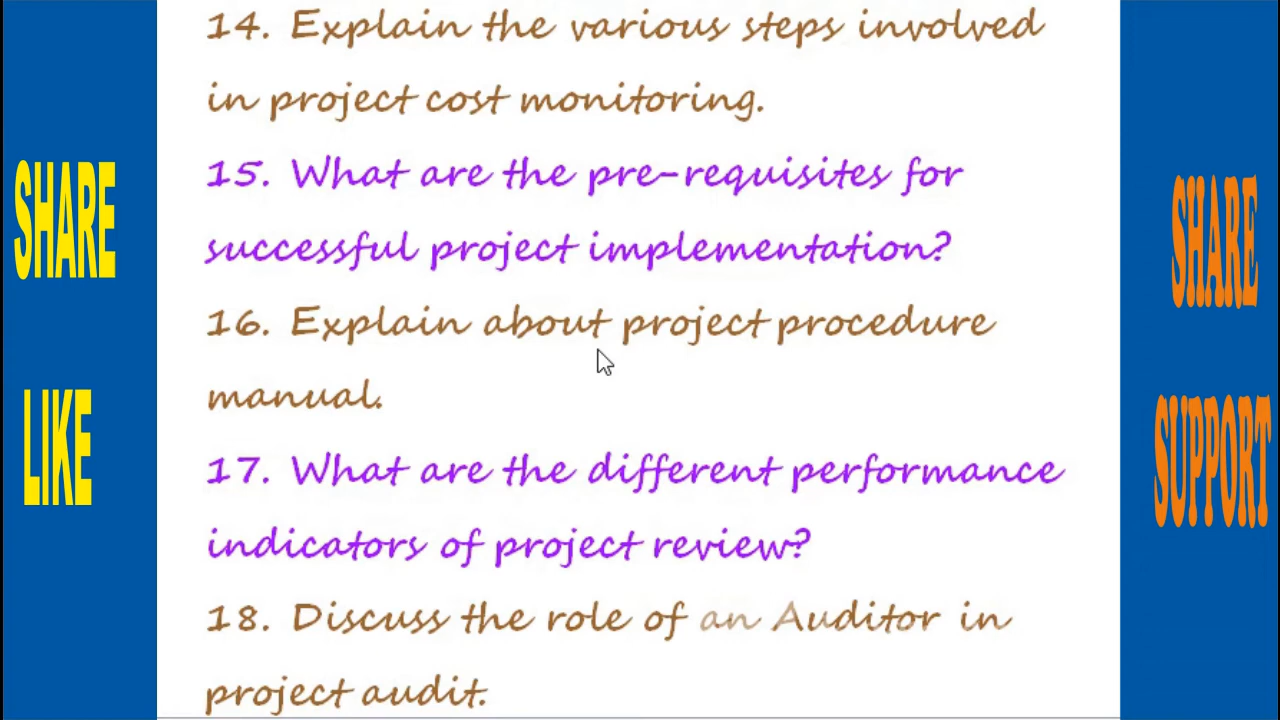 14. Explain the various steps involved
in project cost monitoring.
15. What are the pre-requisites for
successful project implementation?
16. Explain about project procedure
manual.
17. What are the different performance
indicators of project review?
18. Discuss the role of an Auditor in
project audit.
SHARE
LIKE
SHARE
SUPPORT